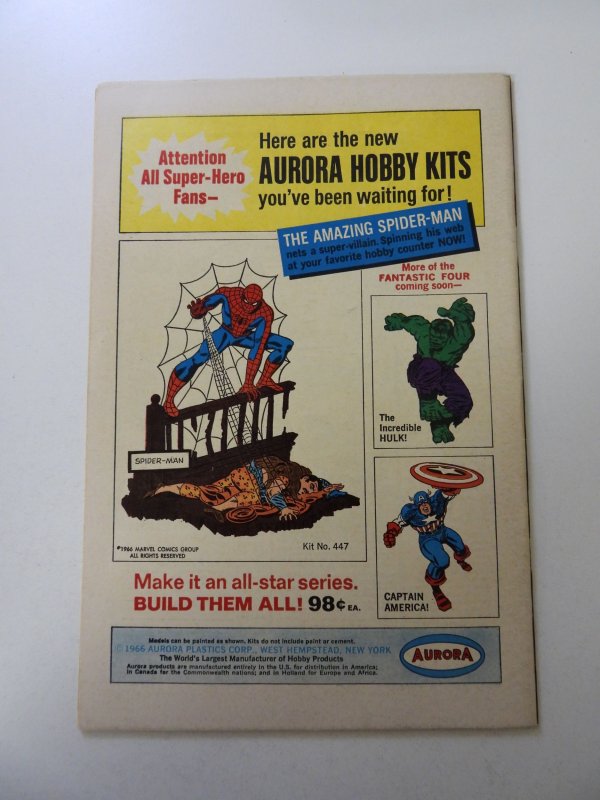 Attention
All Super-Hero
Fans—
Here are the new
AURORA HOBBY KITS
you've been waiting for!
THE AMAZING SPIDER-MAN
nets a super-villain. Spinning his web
at your favorite hobby counter NOW!
More of the
FANTASTIC FOUR
coming soon—
SPIDER-MAN
©1966 MARVEL COMICS GROUP
ALL RIGHTS RESERVED
Kit No. 447
The
Incredible
HULK!
CAPTAIN
AMERICA!
Make it an all-star series.
BUILD THEM ALL! 98¢ EA.
Models can be painted as shown. Kits do not include paint or cement.
© 1966 AURORA PLASTICS CORP., WEST HEMPSTEAD, NEW YORK
The World's Largest Manufacturer of Hobby Products
Aurora products are manufactured entirely in the U.S. for distribution in America;
in Canada for the Commonwealth nations; and in Holland for Europe and Africa.
AURORA